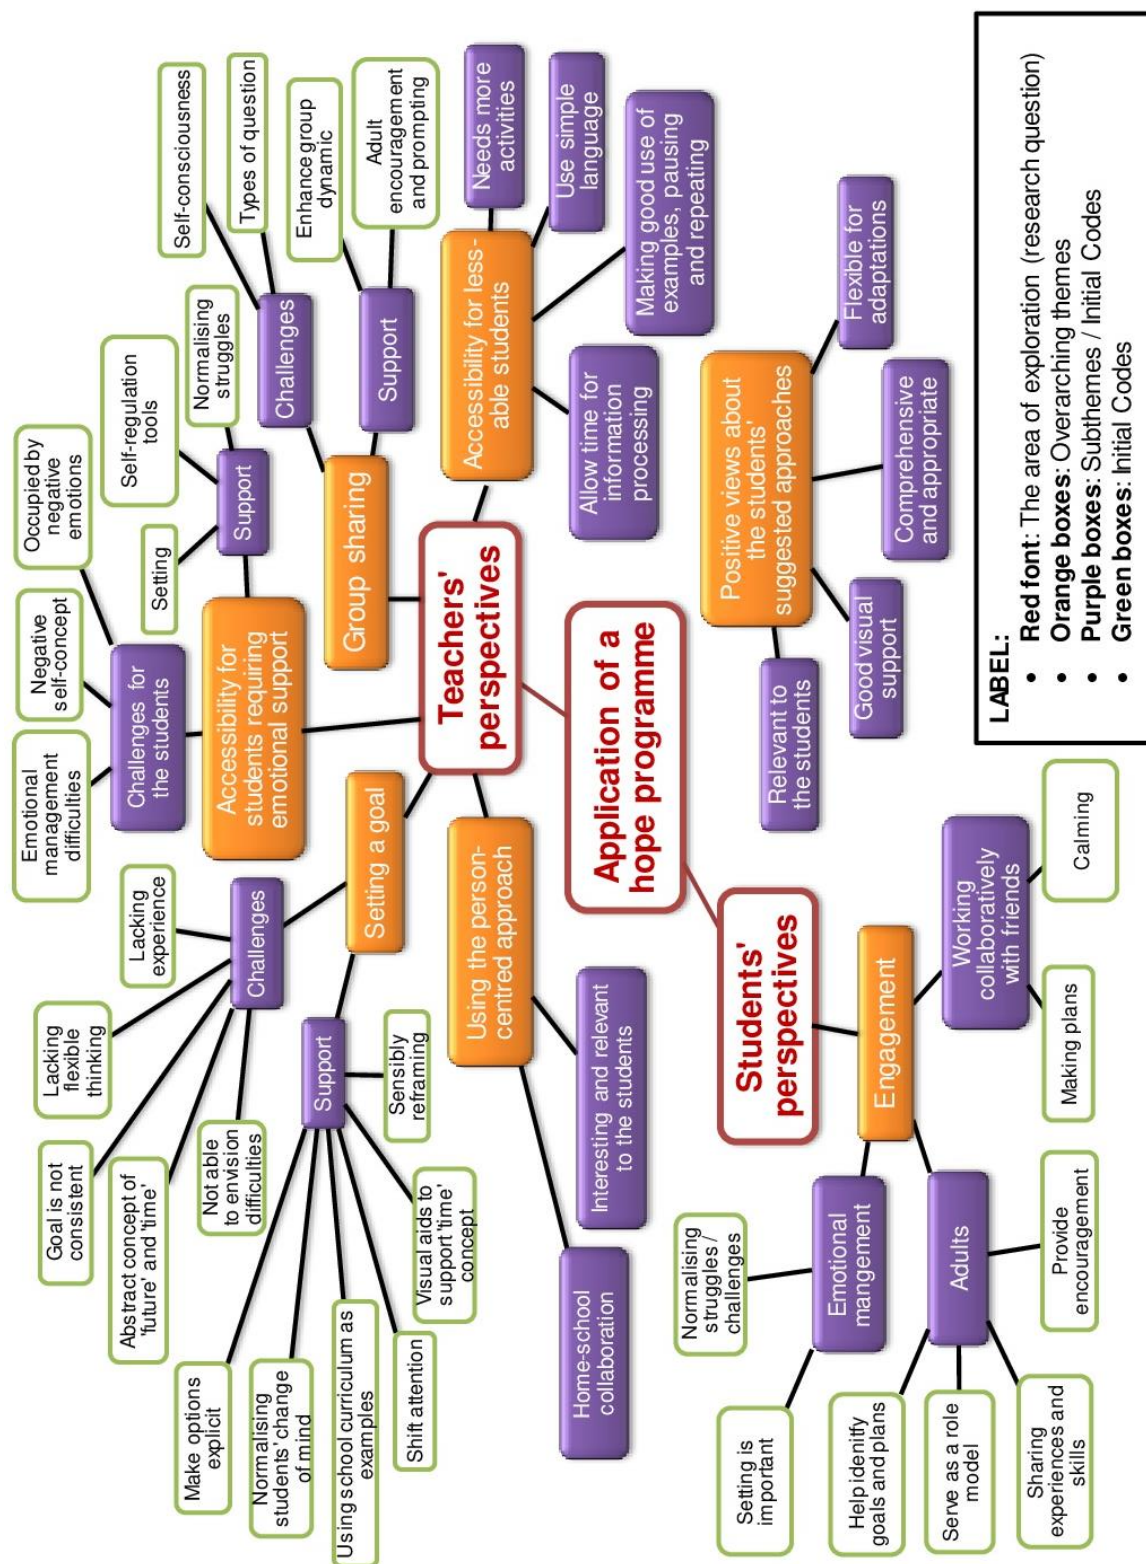 Make options
explicit
Normalising
students' change
of mind
Using school curriculum as
examples
Shift attention
Visual aids to
support 'time'
concept
Sensibly
reframing
Support
Goal is not
consistent
Abstract concept of
'future' and 'time'
Lacking
flexible
thinking
Not able
to envision
difficulties
Lacking
experience
Challenges
Setting a goal
Emotional
management
difficulties
Negative
self-concept
Occupied by
negative
emotions
Challenges for
the students
Accessibility for
students requiring
emotional support
Setting
Self-regulation
tools
Normalising
struggles
Support
Self-consciousness
Types of question
Challenges
Group sharing
Enhance group
dynamic
Adult
encouragement
and prompting
Support
Teachers'
perspectives
Using the person-
centred approach
Home-school
collaboration
Interesting and relevant
to the students
Accessibility for less-
able students
Allow time for
information
processing
Needs more
activities
Use simple
language
Making good use of
examples, pausing
and repeating
Application of a
hope programme
Students'
perspectives
Engagement
Emotional
mangement
Setting is
important
Normalising
struggles /
challenges
Adults
Help idenitfy
goals and plans
Serve as a role
model
Sharing
experiences and
skills
Provide
encouragement
Working
collaboratively
with friends
Making plans
Calming
Positive views about
the students'
suggested approaches
Relevant to
the students
Good visual
support
Comprehensive
and appropriate
Flexible for
adaptations
LABEL:
• Red font: The area of exploration (research question)
• Orange boxes: Overarching themes
• Purple boxes: Subthemes / Initial Codes
• Green boxes: Initial Codes